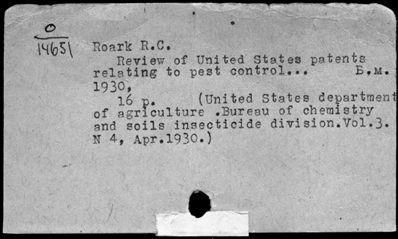 O
14651
Roark R.C.
Review of United States patents
relating to pest control... Б.М.
1930,
16 p. (United States department
of agriculture .Bureau of chemistry
and soils insecticide division.Vol.3.
N 4, Apr.1930.)